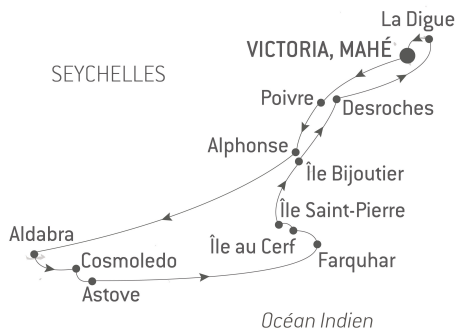 La Digue
VICTORIA, MAHÉ
SEYCHELLES
Poivre
Desroches
Alphonse
Île Bijoutier
Île Saint-Pierre
Aldabra
Île au Cerf
Farquhar
Cosmoledo
Astove
Océan Indien